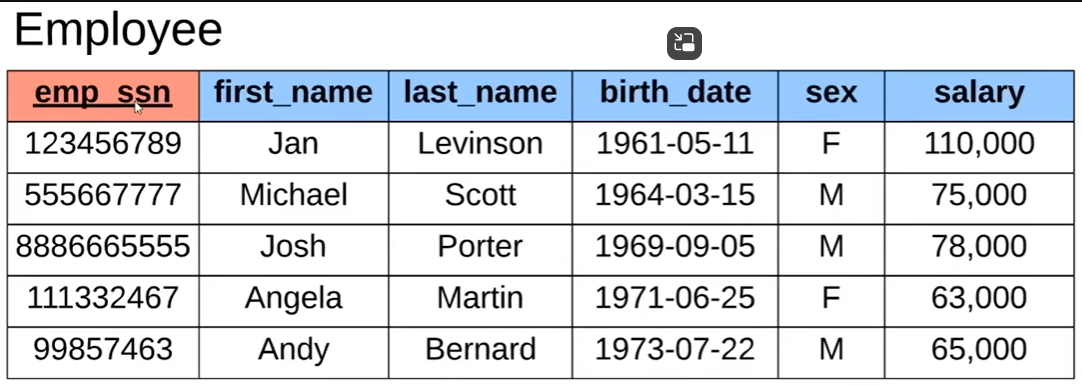 Employee
emp_ssn first_name last_name birth_date sex salary
123456789 Jan Levinson 1961-05-11 F 110,000
555667777 Michael Scott 1964-03-15 M 75,000
8886665555 Josh Porter 1969-09-05 M 78,000
111332467 Angela Martin 1971-06-25 F 63,000
99857463 Andy Bernard 1973-07-22 M 65,000